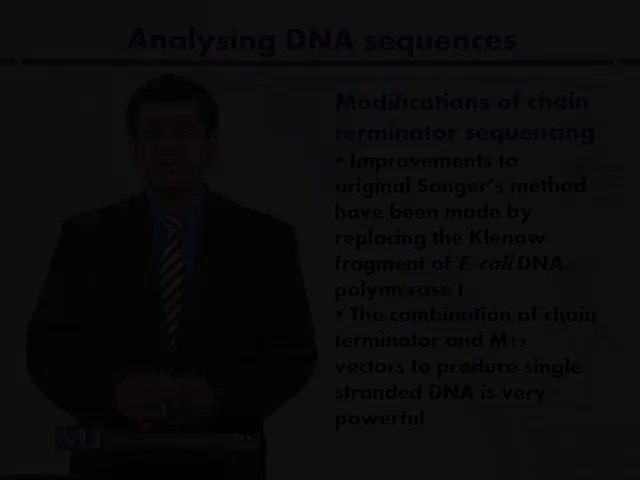 Analysing DNA sequences
Modifications of chain
terminator sequencing
• Improvements to
original Sanger's method
have been made by
replacing the Klenow
fragment of E. coli DNA
polymerase I
• The combination of chain
terminator and M13
vectors to produce single
stranded DNA is very
powerful
VU